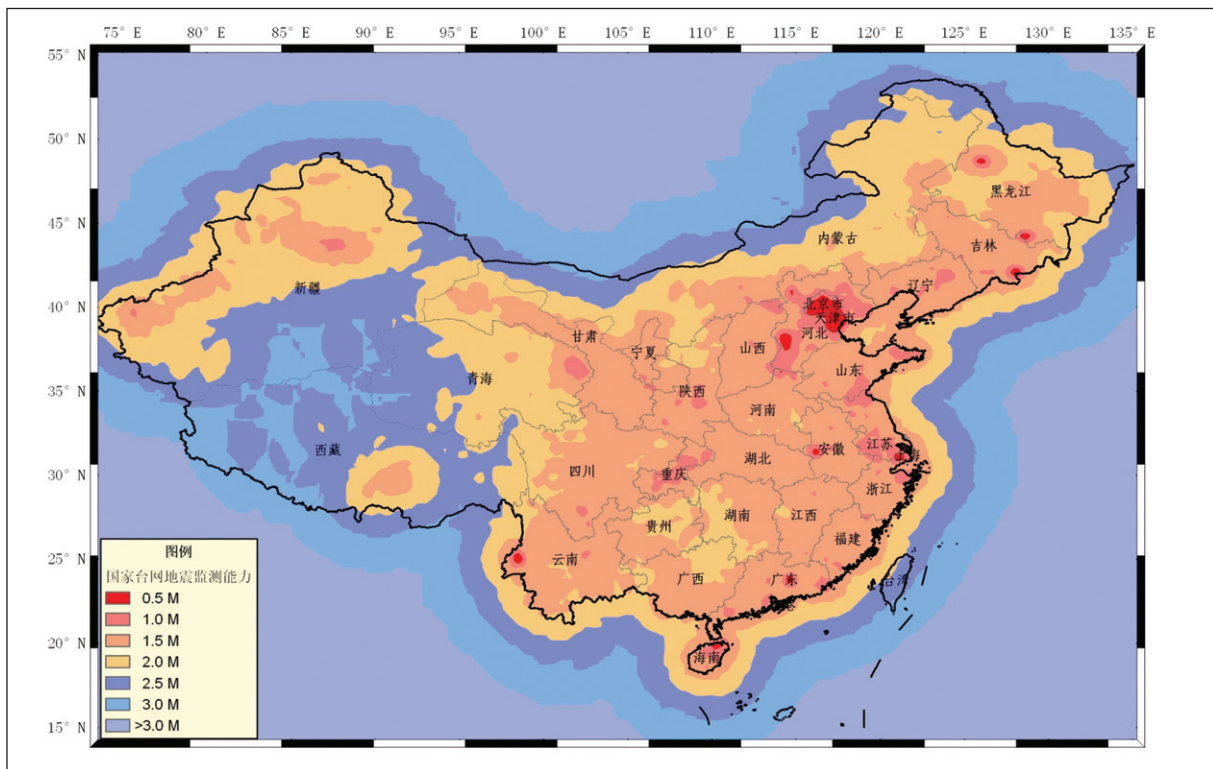 75° E 80° E 85° E 90° E 95° E 100° E 105° E 110° E 115° E 120° E 125° E 130° E 135° E
55° N
50° N
45° N
40° N
35° N
30° N
25° N
20° N
15° N
黑龙江
内蒙古
吉林
辽宁
新疆
北京市
天津市
河北
甘肃
宁夏
山西
山东
青海
陕西
河南
西藏
江苏
安徽
四川
湖北
重庆
浙江
湖南
江西
贵州
福建
云南
广西
广东
台湾
海南
图例
国家台网地震监测能力
0.5 M
1.0 M
1.5 M
2.0 M
2.5 M
3.0 M
>3.0 M